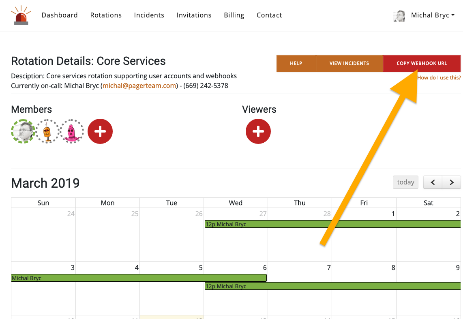 Dashboard Rotations Incidents Invitations Billing Contact Michal Bryc
Rotation Details: Core Services
HELP VIEW INCIDENTS COPY WEBHOOK URL
Desciption: Core services rotation supporting user accounts and webhooks
How do I use this?
Currently on-call: Michal Bryc (michal@pagerteam.com) - (669) 242-5378
Members Viewers
March 2019
today
Sun Mon Tue Wed Thu Fri Sat
24 25 26 27 28 1 2
12p Michal Bryc
3 4 5 6 7 8 9
Michal Bryc
12p Michal Bryc